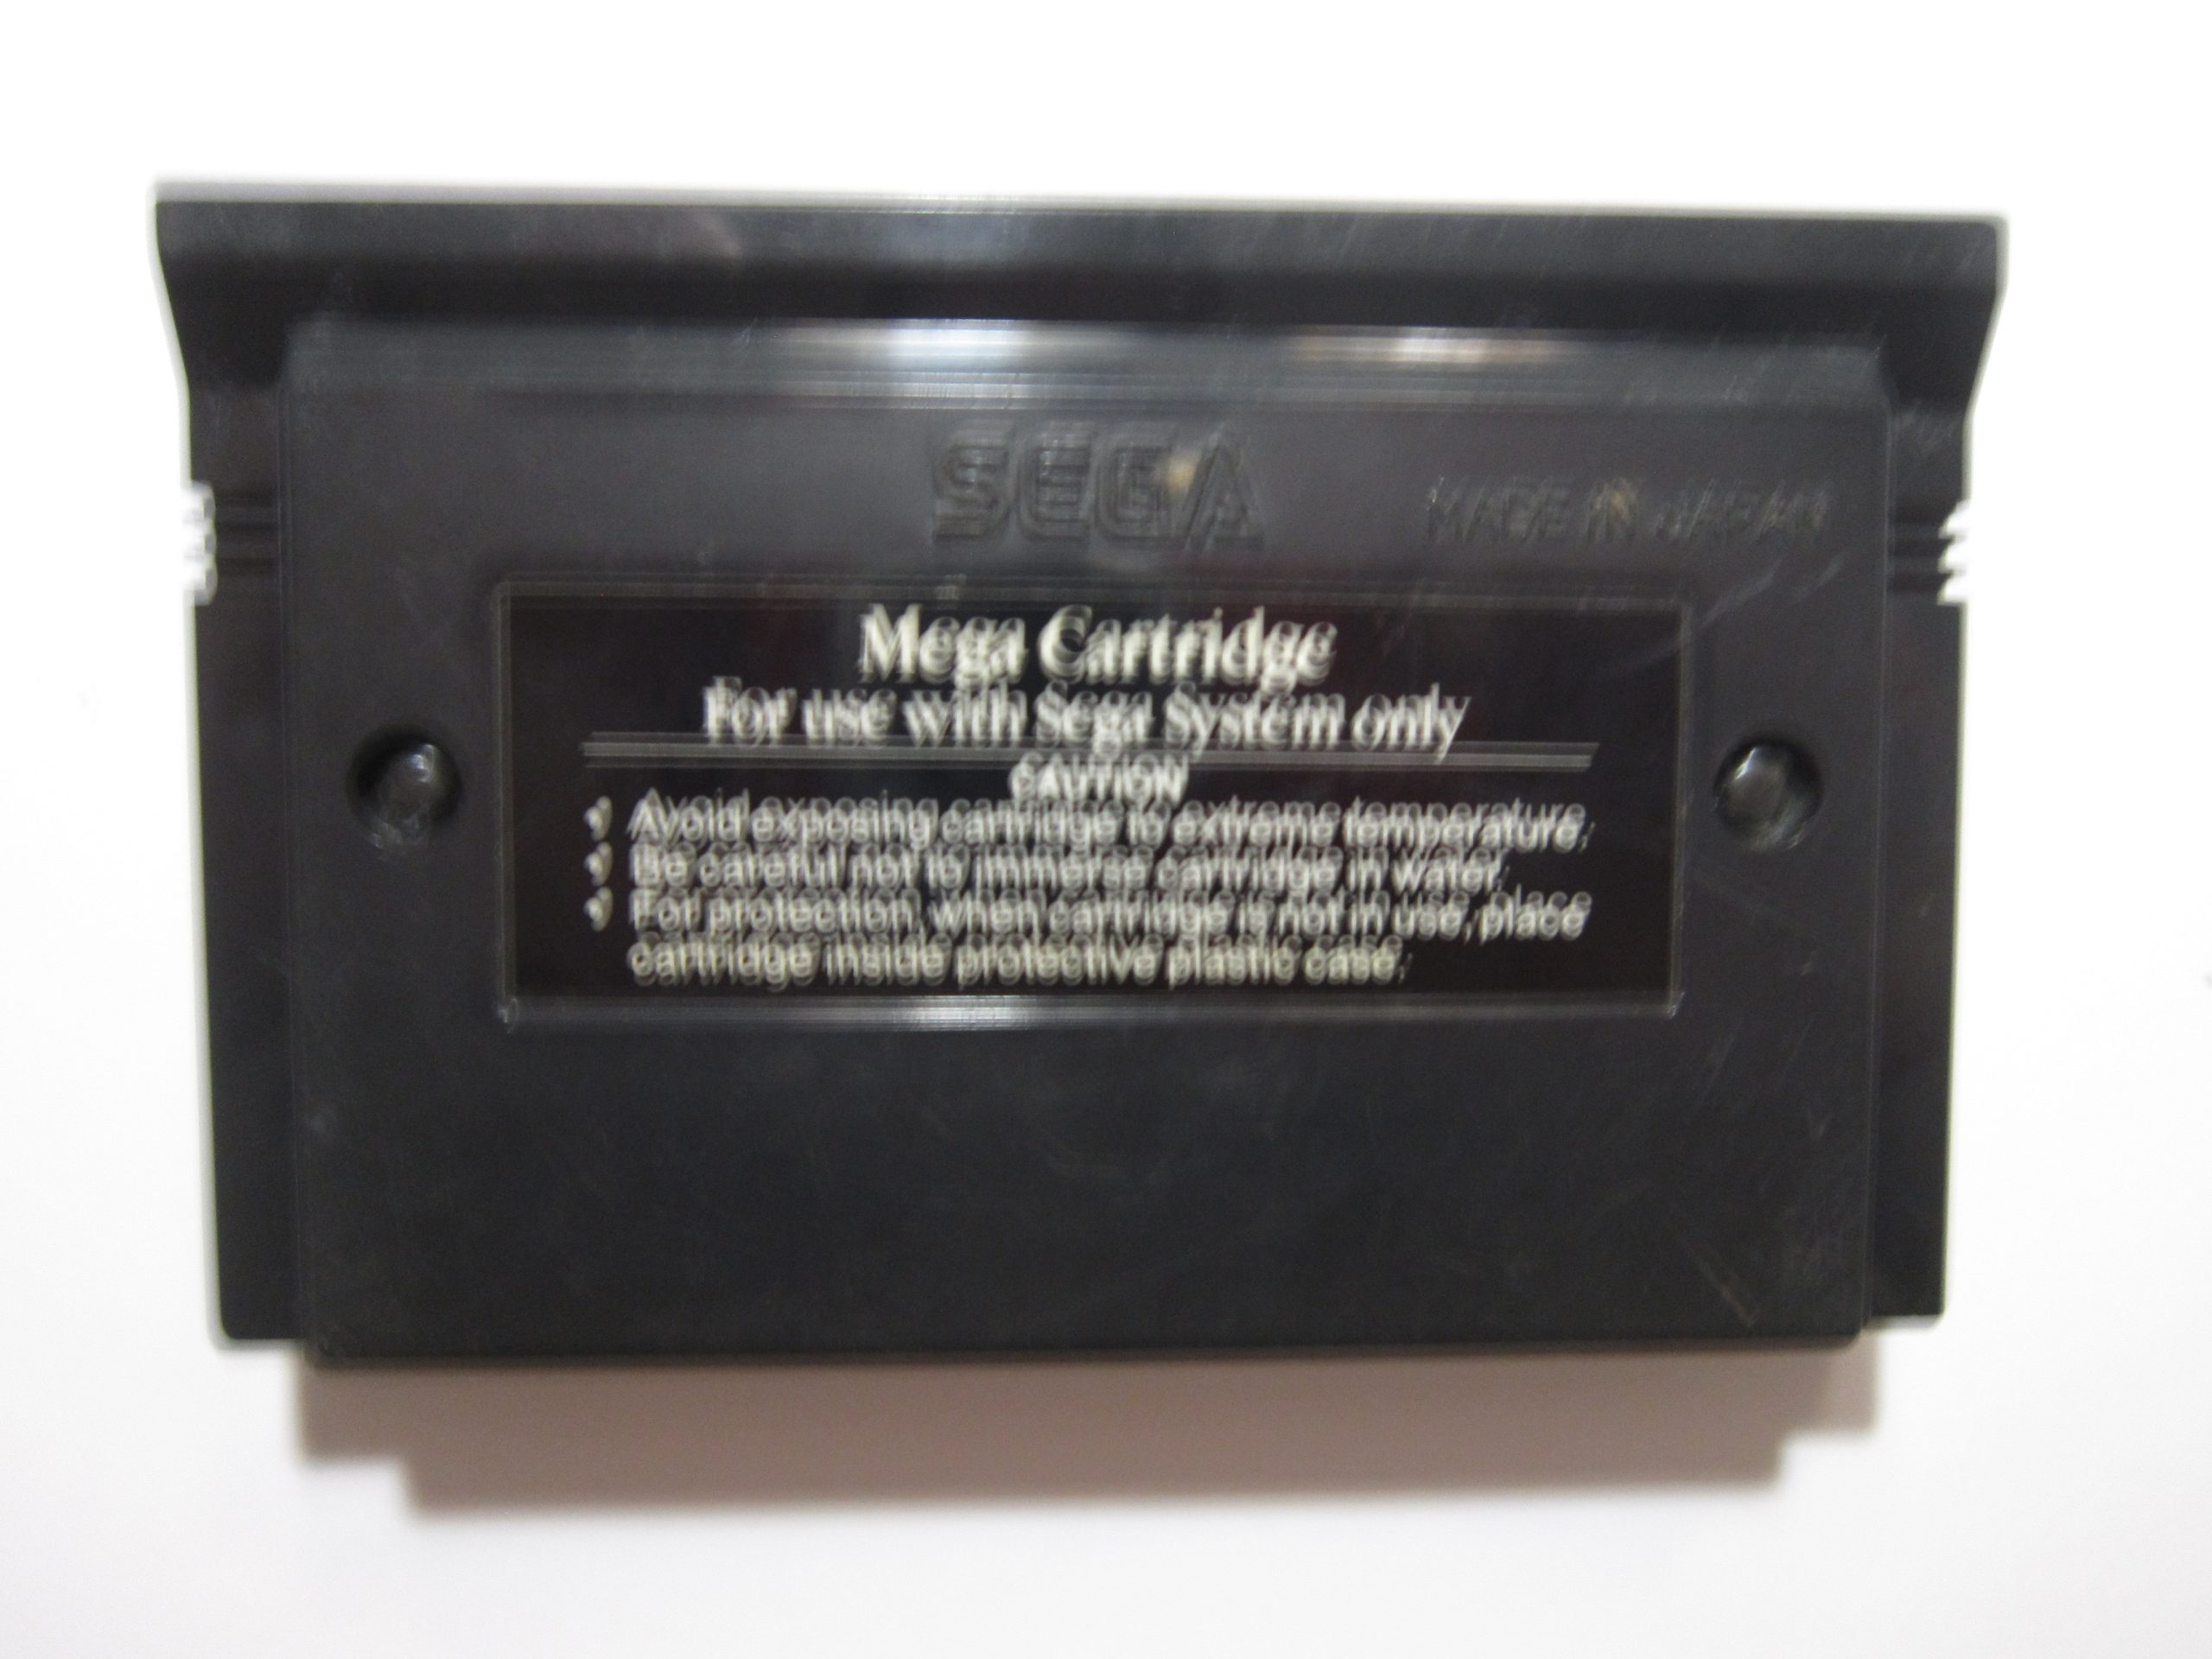 SEGA
MADE IN JAPAN
Mega Cartridge
For use with Sega System only
CAUTION
• Avoid exposing cartridge to extreme temperature.
• Be careful not to immerse cartridge in water.
• For protection, when cartridge is not in use, place
cartridge inside protective plastic case.